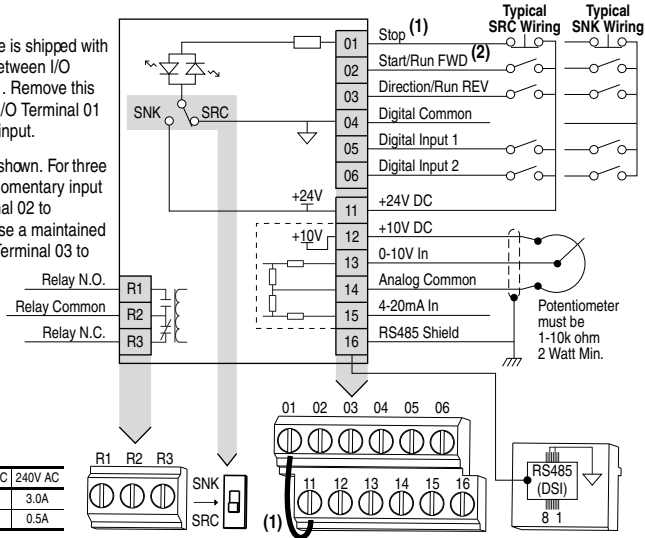 Typical SRC Wiring
Typical SNK Wiring
e is shipped with
etween I/O
. Remove this
/O Terminal 01
input.
shown. For three
omentary input
nal 02 to
se a maintained
Terminal 03 to
01 Stop (1)
02 Start/Run FWD (2)
03 Direction/Run REV
04 Digital Common
05 Digital Input 1
06 Digital Input 2
11 +24V DC
12 +10V DC
13 0-10V In
14 Analog Common
15 4-20mA In
16 RS485 Shield
SNK SRC
+24V
+10V
Relay N.O. R1
Relay Common R2
Relay N.C. R3
Potentiometer
must be
1-10k ohm
2 Watt Min.
01 02 03 04 05 06
11 12 13 14 15 16
(1)
R1 R2 R3
SNK
SRC
RS485
(DSI)
8 1
C 240V AC
3.0A
0.5A